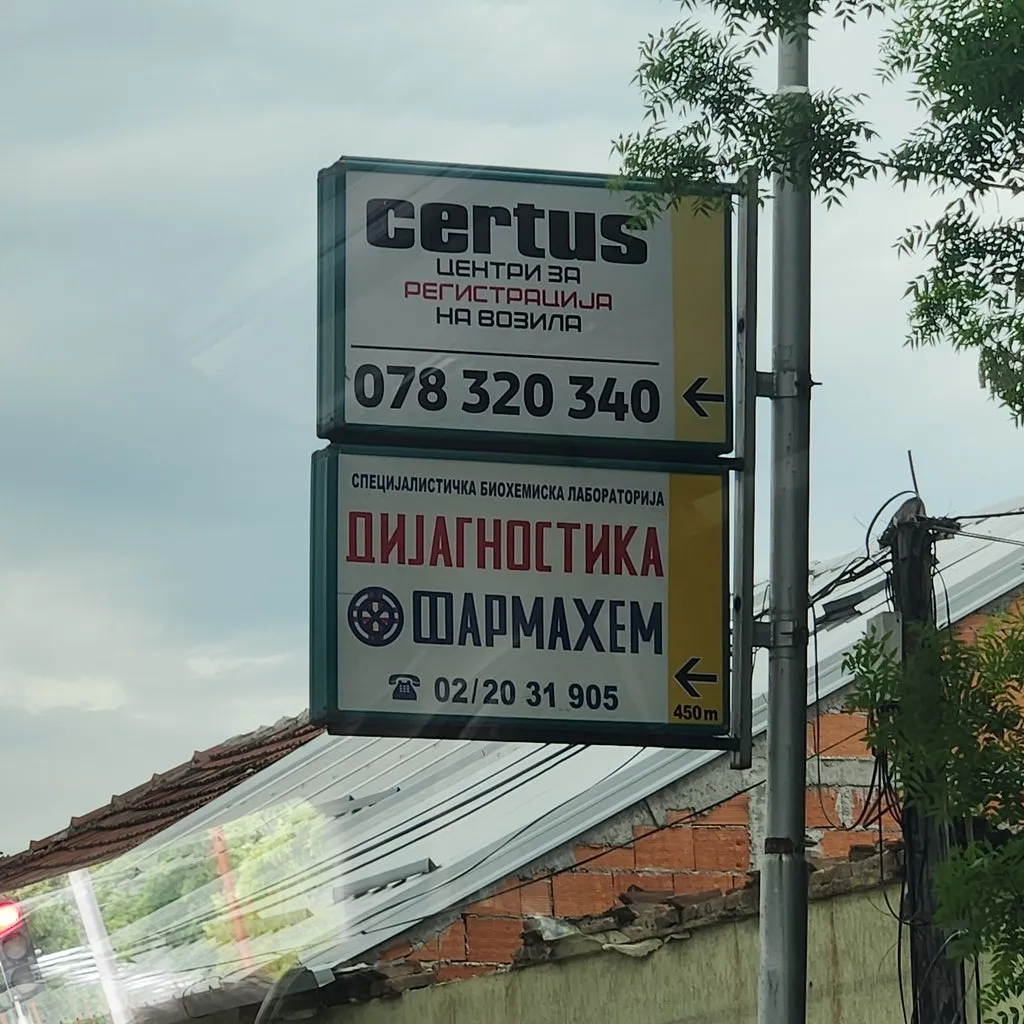 certus
ЦЕНТРИ ЗА
РЕГИСТРАЦИЈА
НА ВОЗИЛА
078 320 340
СПЕЦИЈАЛИСТИЧКА БИОХЕМИСКА ЛАБОРАТОРИЈА
ДИЈАГНОСТИКА
ФАРМАХЕМ
02/20 31 905
450m